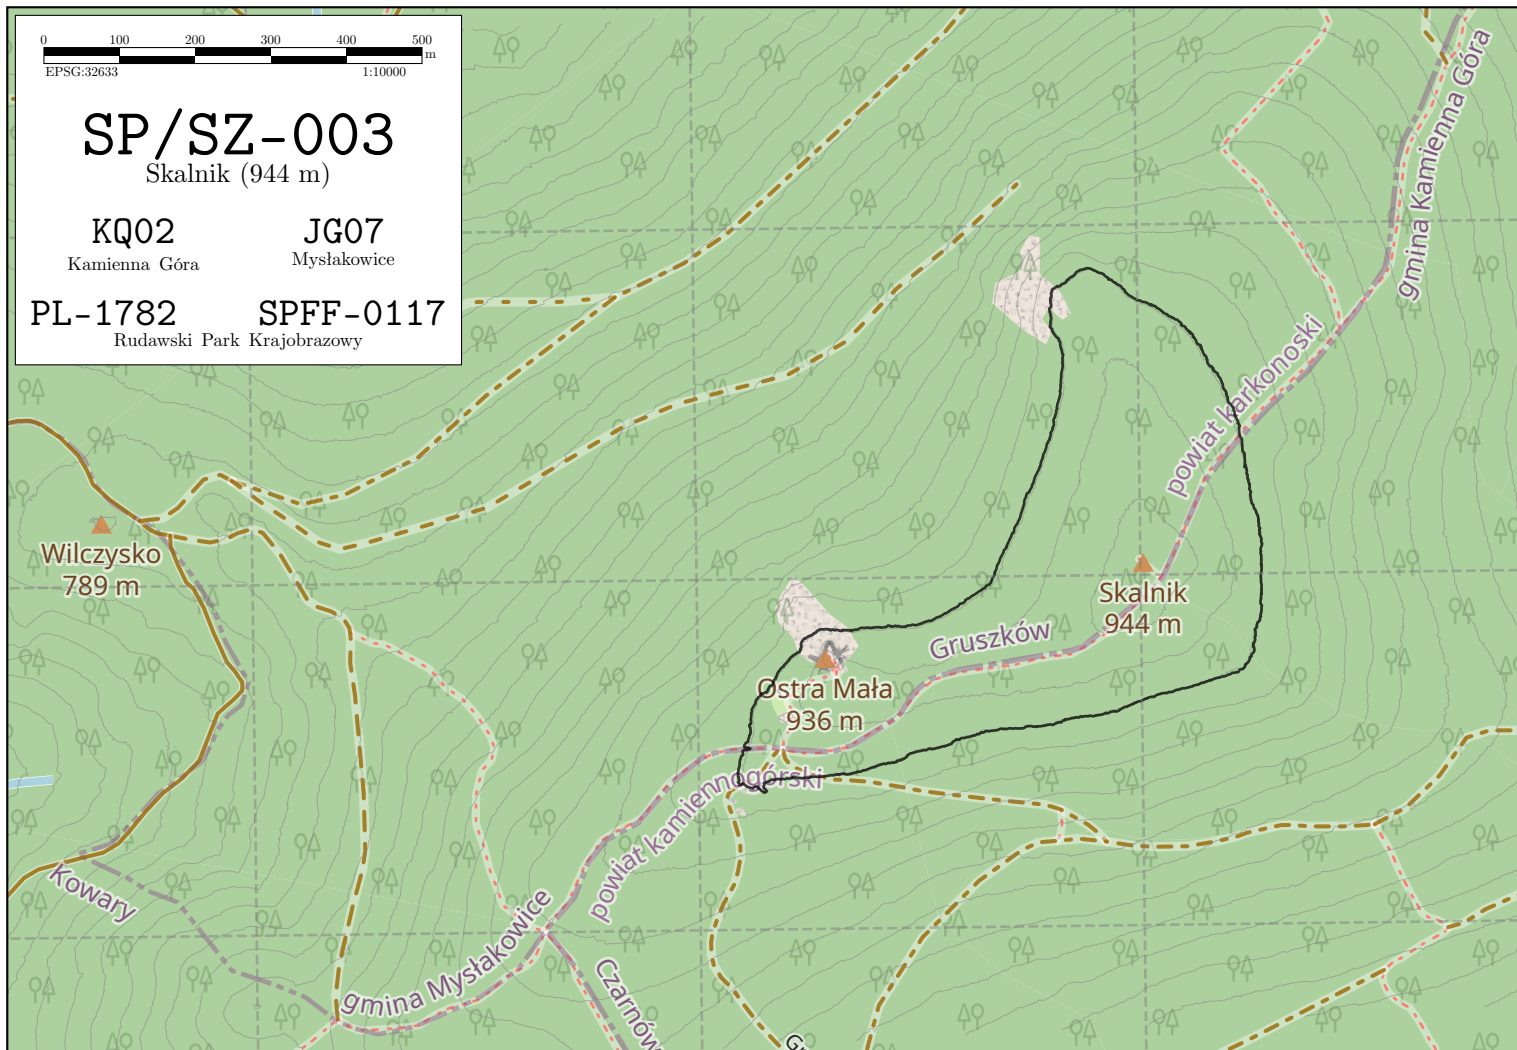 0 100 200 300 400 500
m
EPSG:32633 1:10000
SP/SZ-003
Skalnik (944 m)
KQ02 JG07
Kamienna Góra Mysłakowice
PL-1782 SPFF-0117
Rudawski Park Krajobrazowy
gmina Kamienna Góra
powiat karkonoski
Wilczysko
789 m
Skalnik
944 m
Gruszków
Ostra Mała
936 m
powiat kamiennogórski
Kowary
gmina Mysłakowice
Czarnów